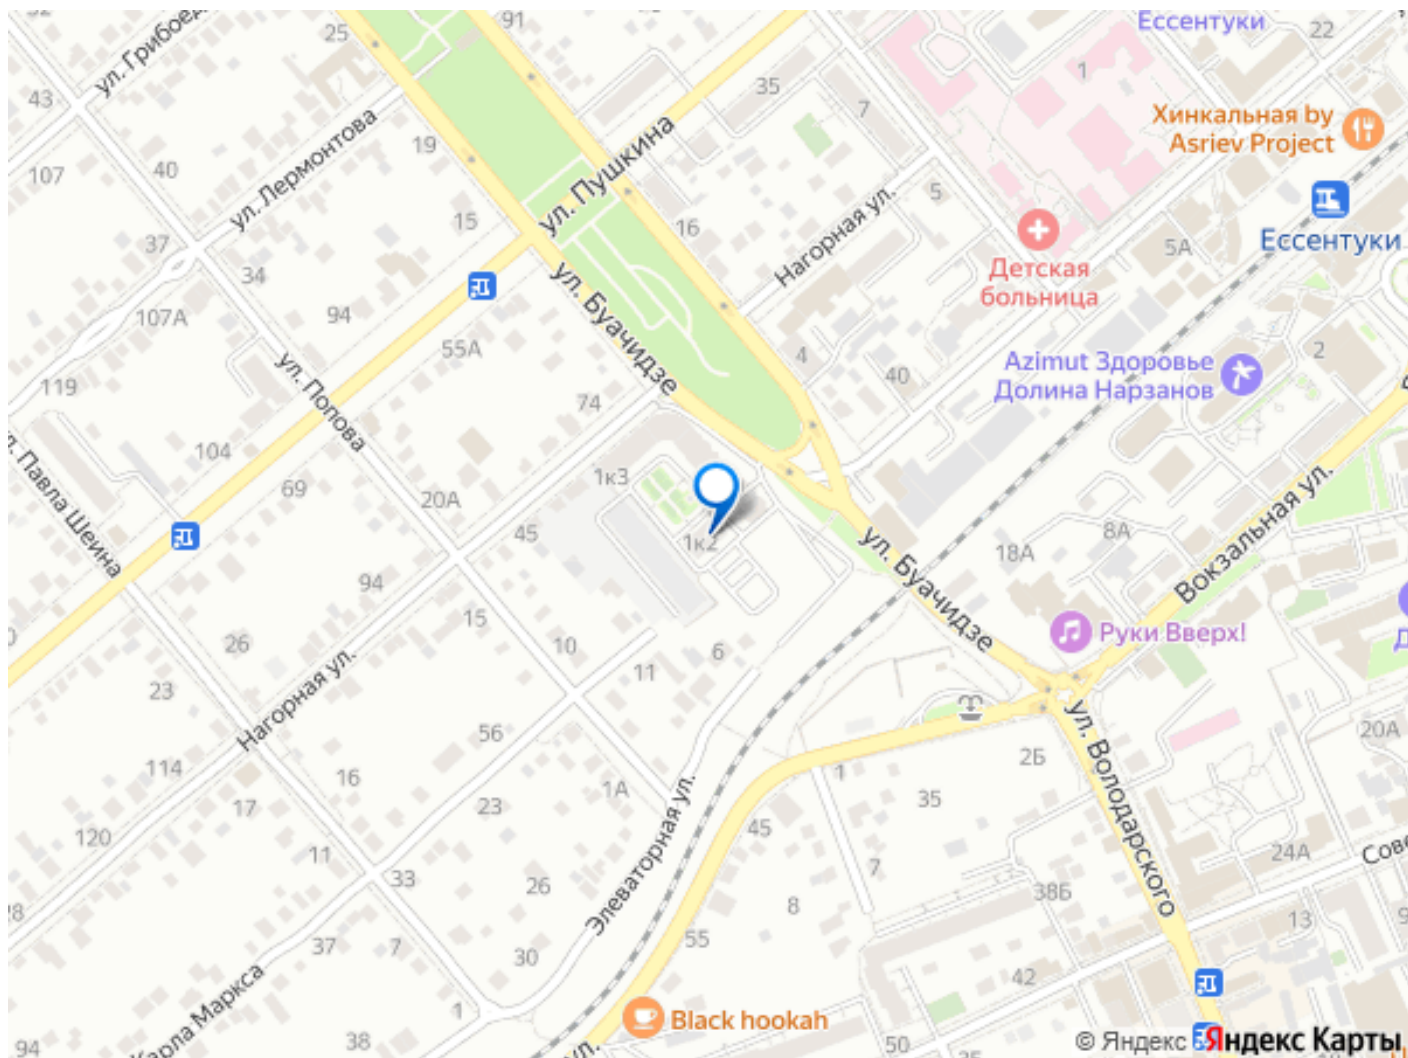 91
25
ул. Грибоед
43
35
7
1
22
Ессентуки
Хинкальная by
Asriev Project
ул. Лермонтова
19
ул. Пушкина
107
40
15
5
16
Нагорная ул.
Детская
больница
5А
Ессентуки
37
34
107А
94
55А
ул. Буачидзе
4
40
2
Azimut Здоровье
Долина Нарзанов
119
ул. Попова
74
104
69
20А
45
1к3
1к2
ул. Павла Шеина
94
15
10
26
23
11
6
ул. Буачидзе
18А
8А
Вокзальная ул.
Руки Вверх!
Нагорная ул.
114
16
17
56
23
1А
120
11
33
26
37
7
30
1
38
94
Карла Маркса
Элеваторная ул.
1
2Б
35
45
7
8
55
38Б
42
50
35
ул. Володарского
20А
24А
13
9
Сове
Black hookah
ул.
© Яндекс
Яндекс Карты